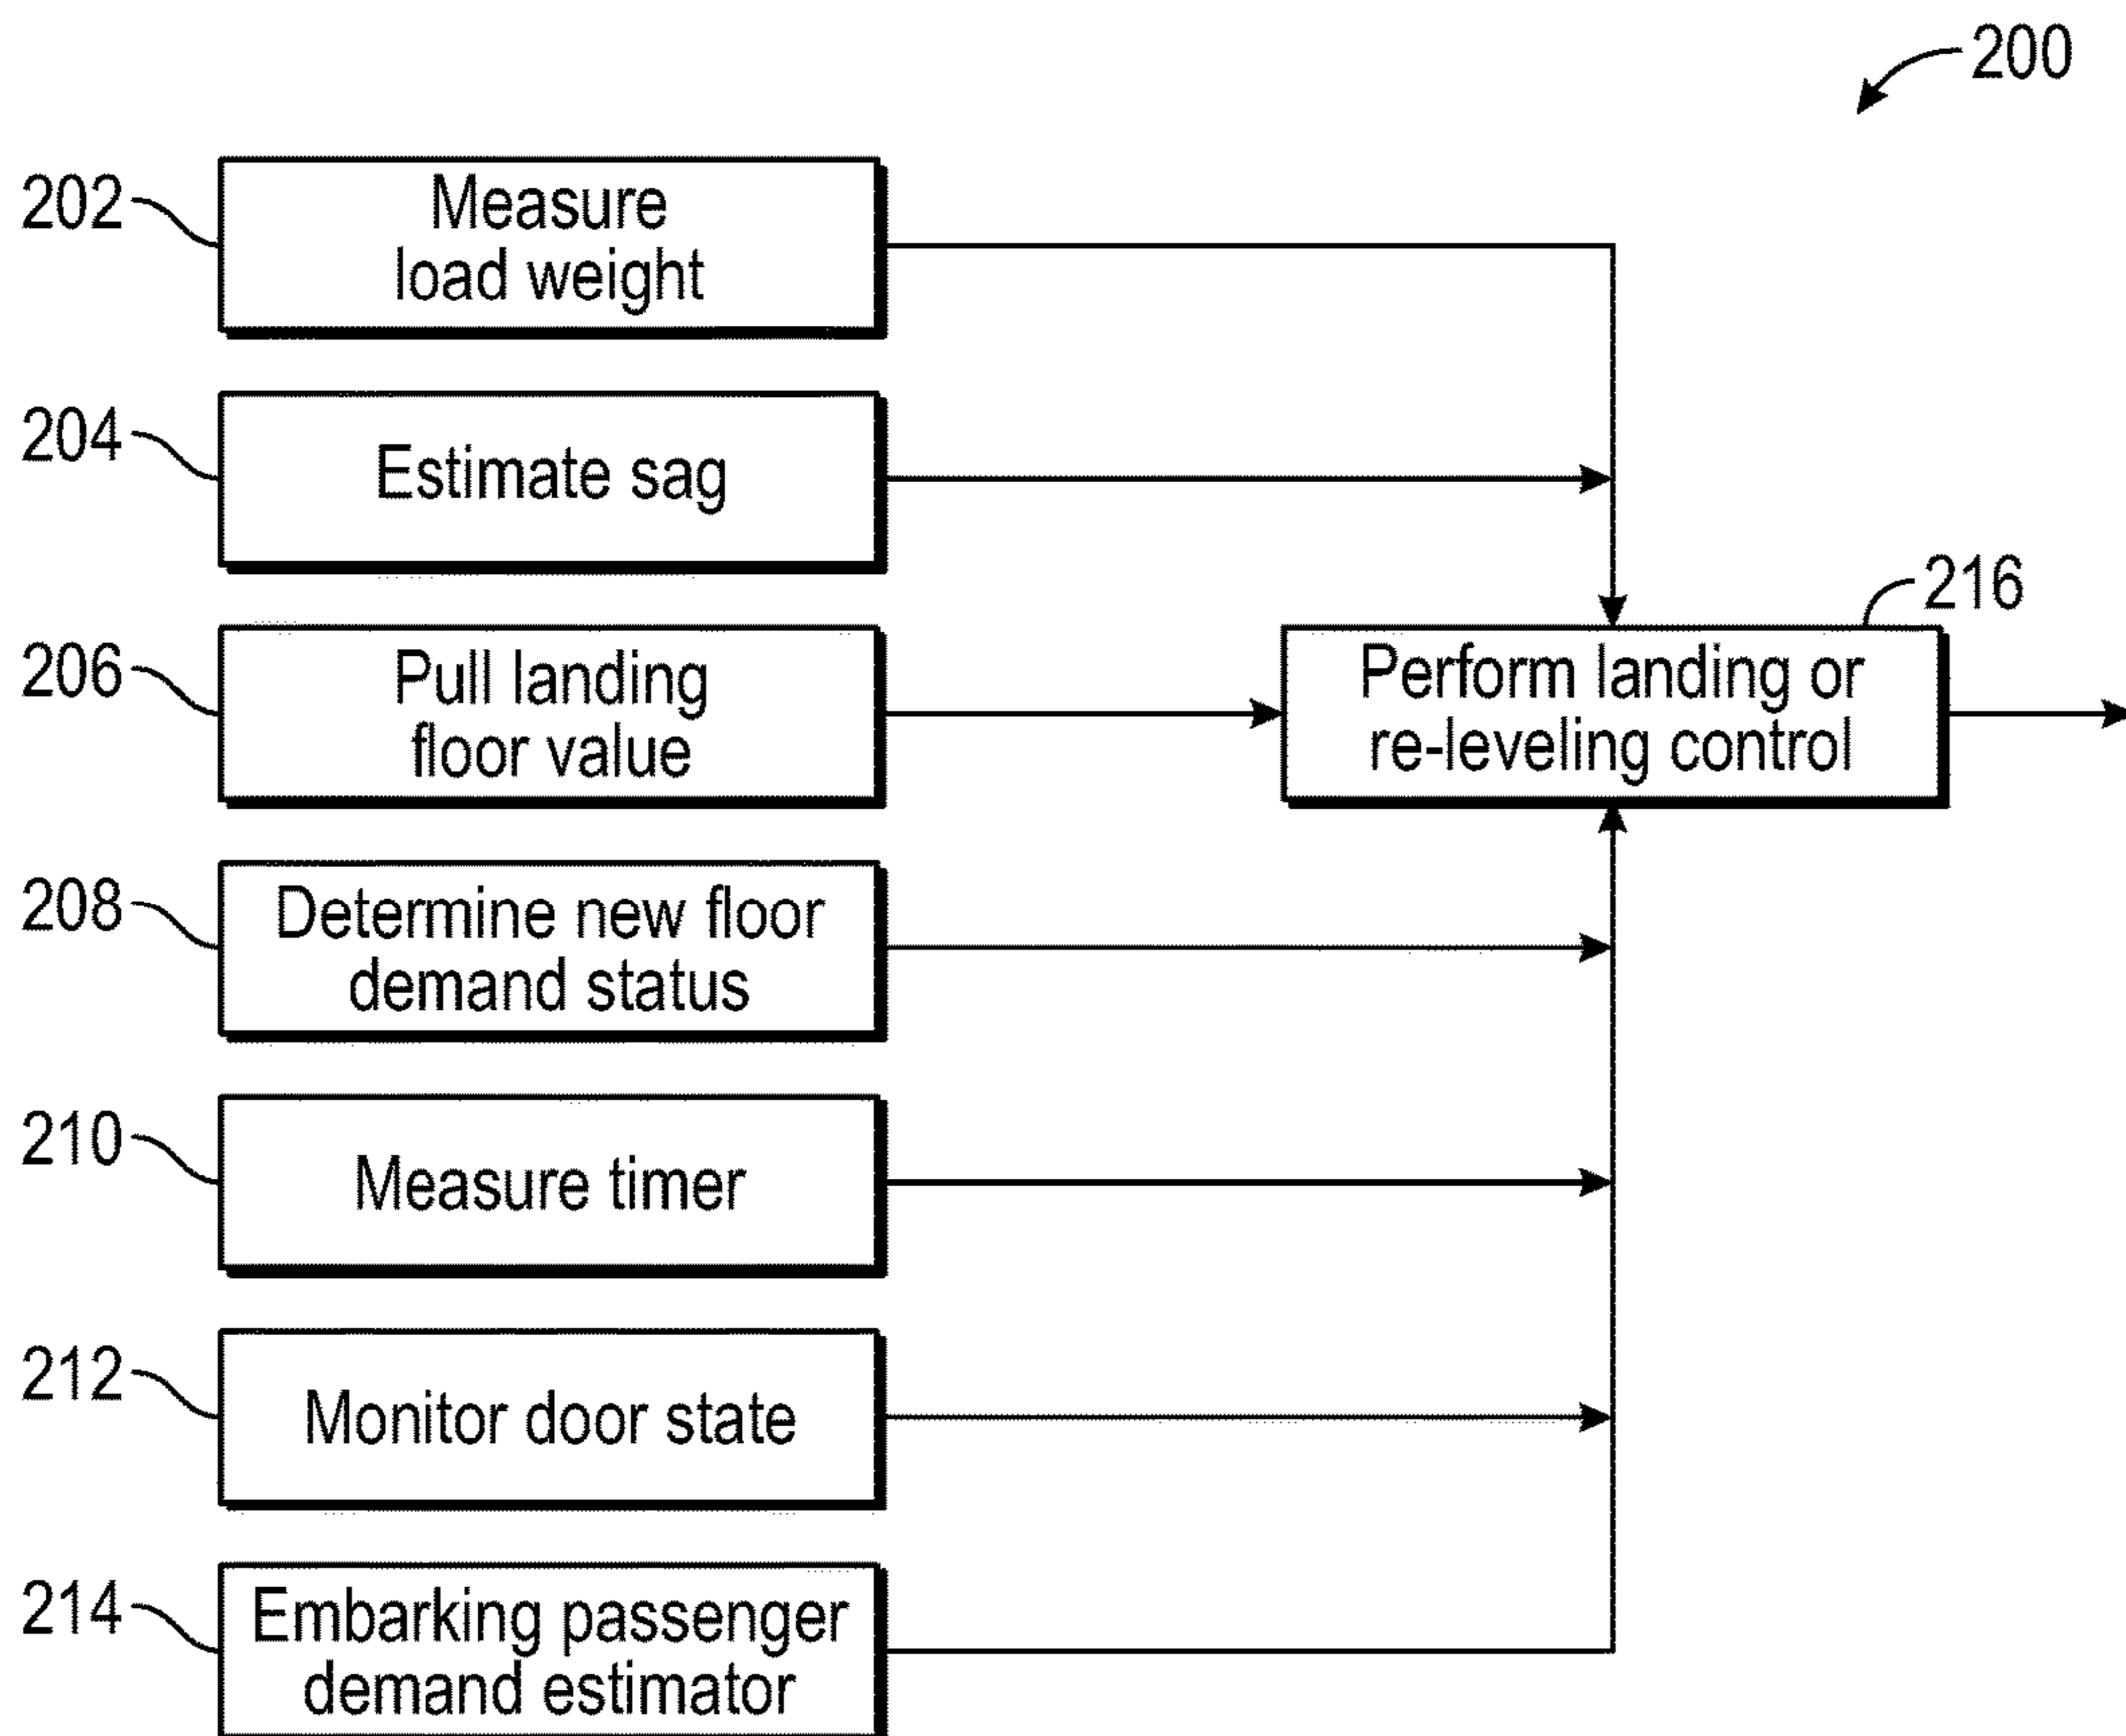 200
202
Measure
load weight
204
Estimate sag
206
Pull landing
floor value
216
Perform landing or
re-leveling control
208
Determine new floor
demand status
210
Measure timer
212
Monitor door state
214
Embarking passenger
demand estimator